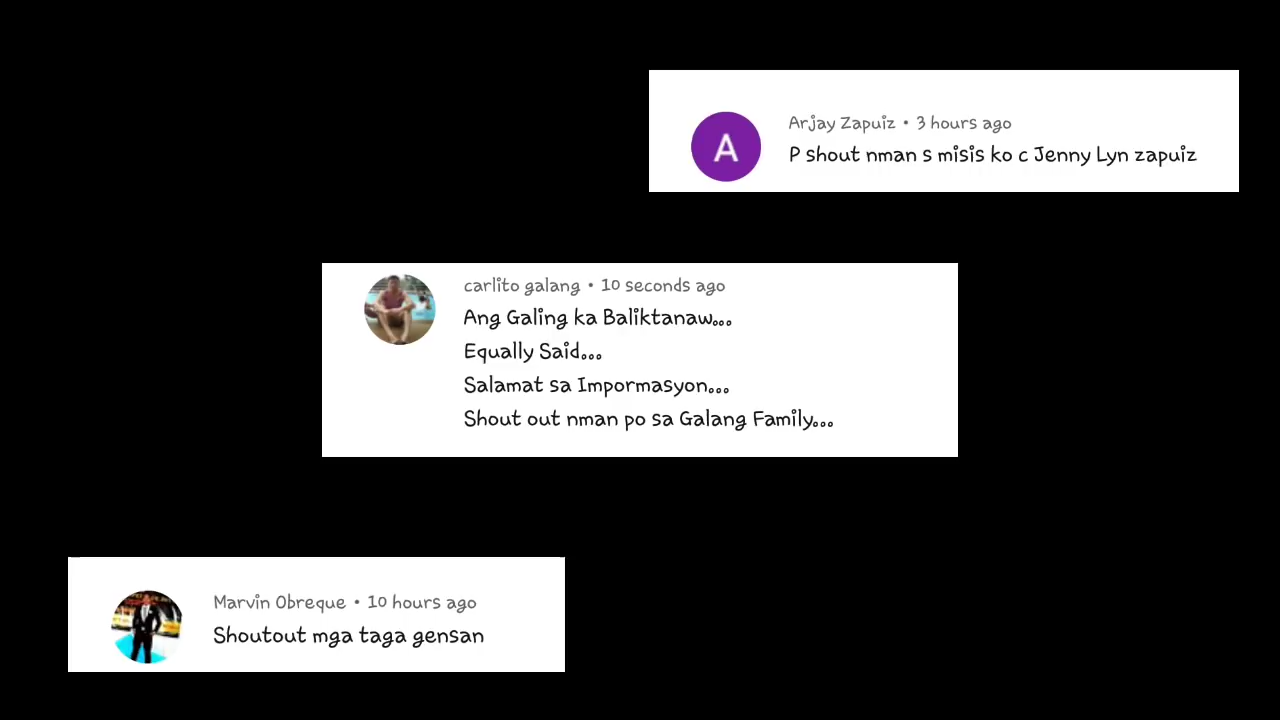 A
Arjay Zapuiz • 3 hours ago
P shout nman s misis ko c Jenny Lyn zapuiz
carlito galang • 10 seconds ago
Ang Galing ka Baliktanaw...
Equally Said...
Salamat sa Impormasyon...
Shout out nman po sa Galang Family...
Marvin Obreque • 10 hours ago
Shoutout mga taga gensan